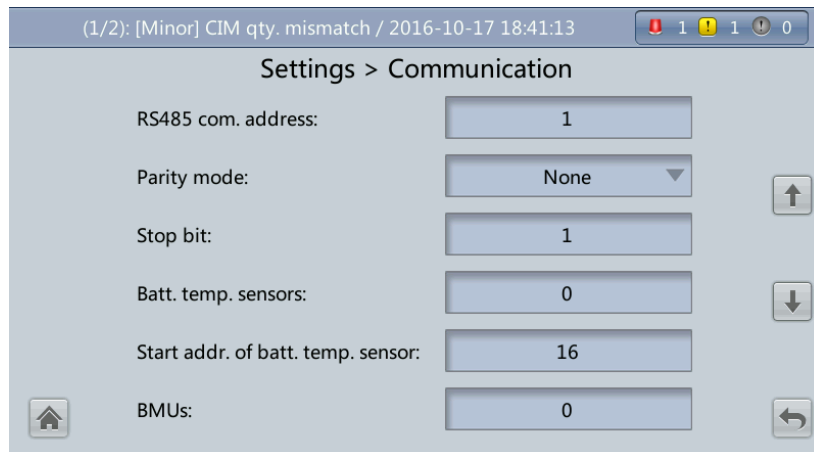 (1/2): [Minor] CIM qty. mismatch / 2016-10-17 18:41:13 1 1 0
Settings > Communication
RS485 com. address: 1
Parity mode: None
Stop bit: 1
Batt. temp. sensors: 0
Start addr. of batt. temp. sensor: 16
BMUs: 0